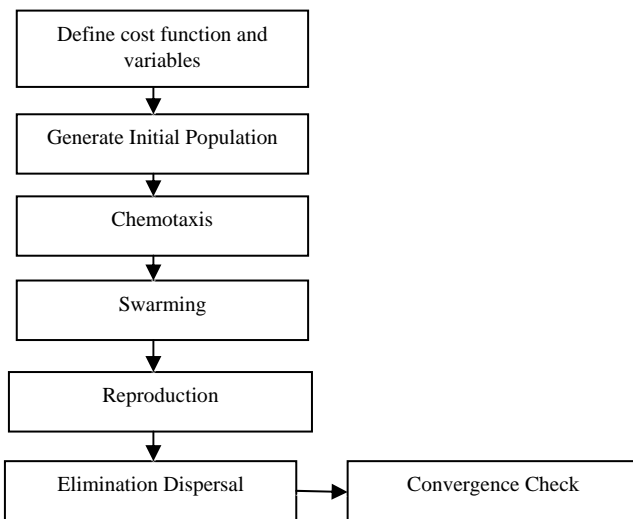 Define cost function and
variables
Generate Initial Population
Chemotaxis
Swarming
Reproduction
Elimination Dispersal
Convergence Check